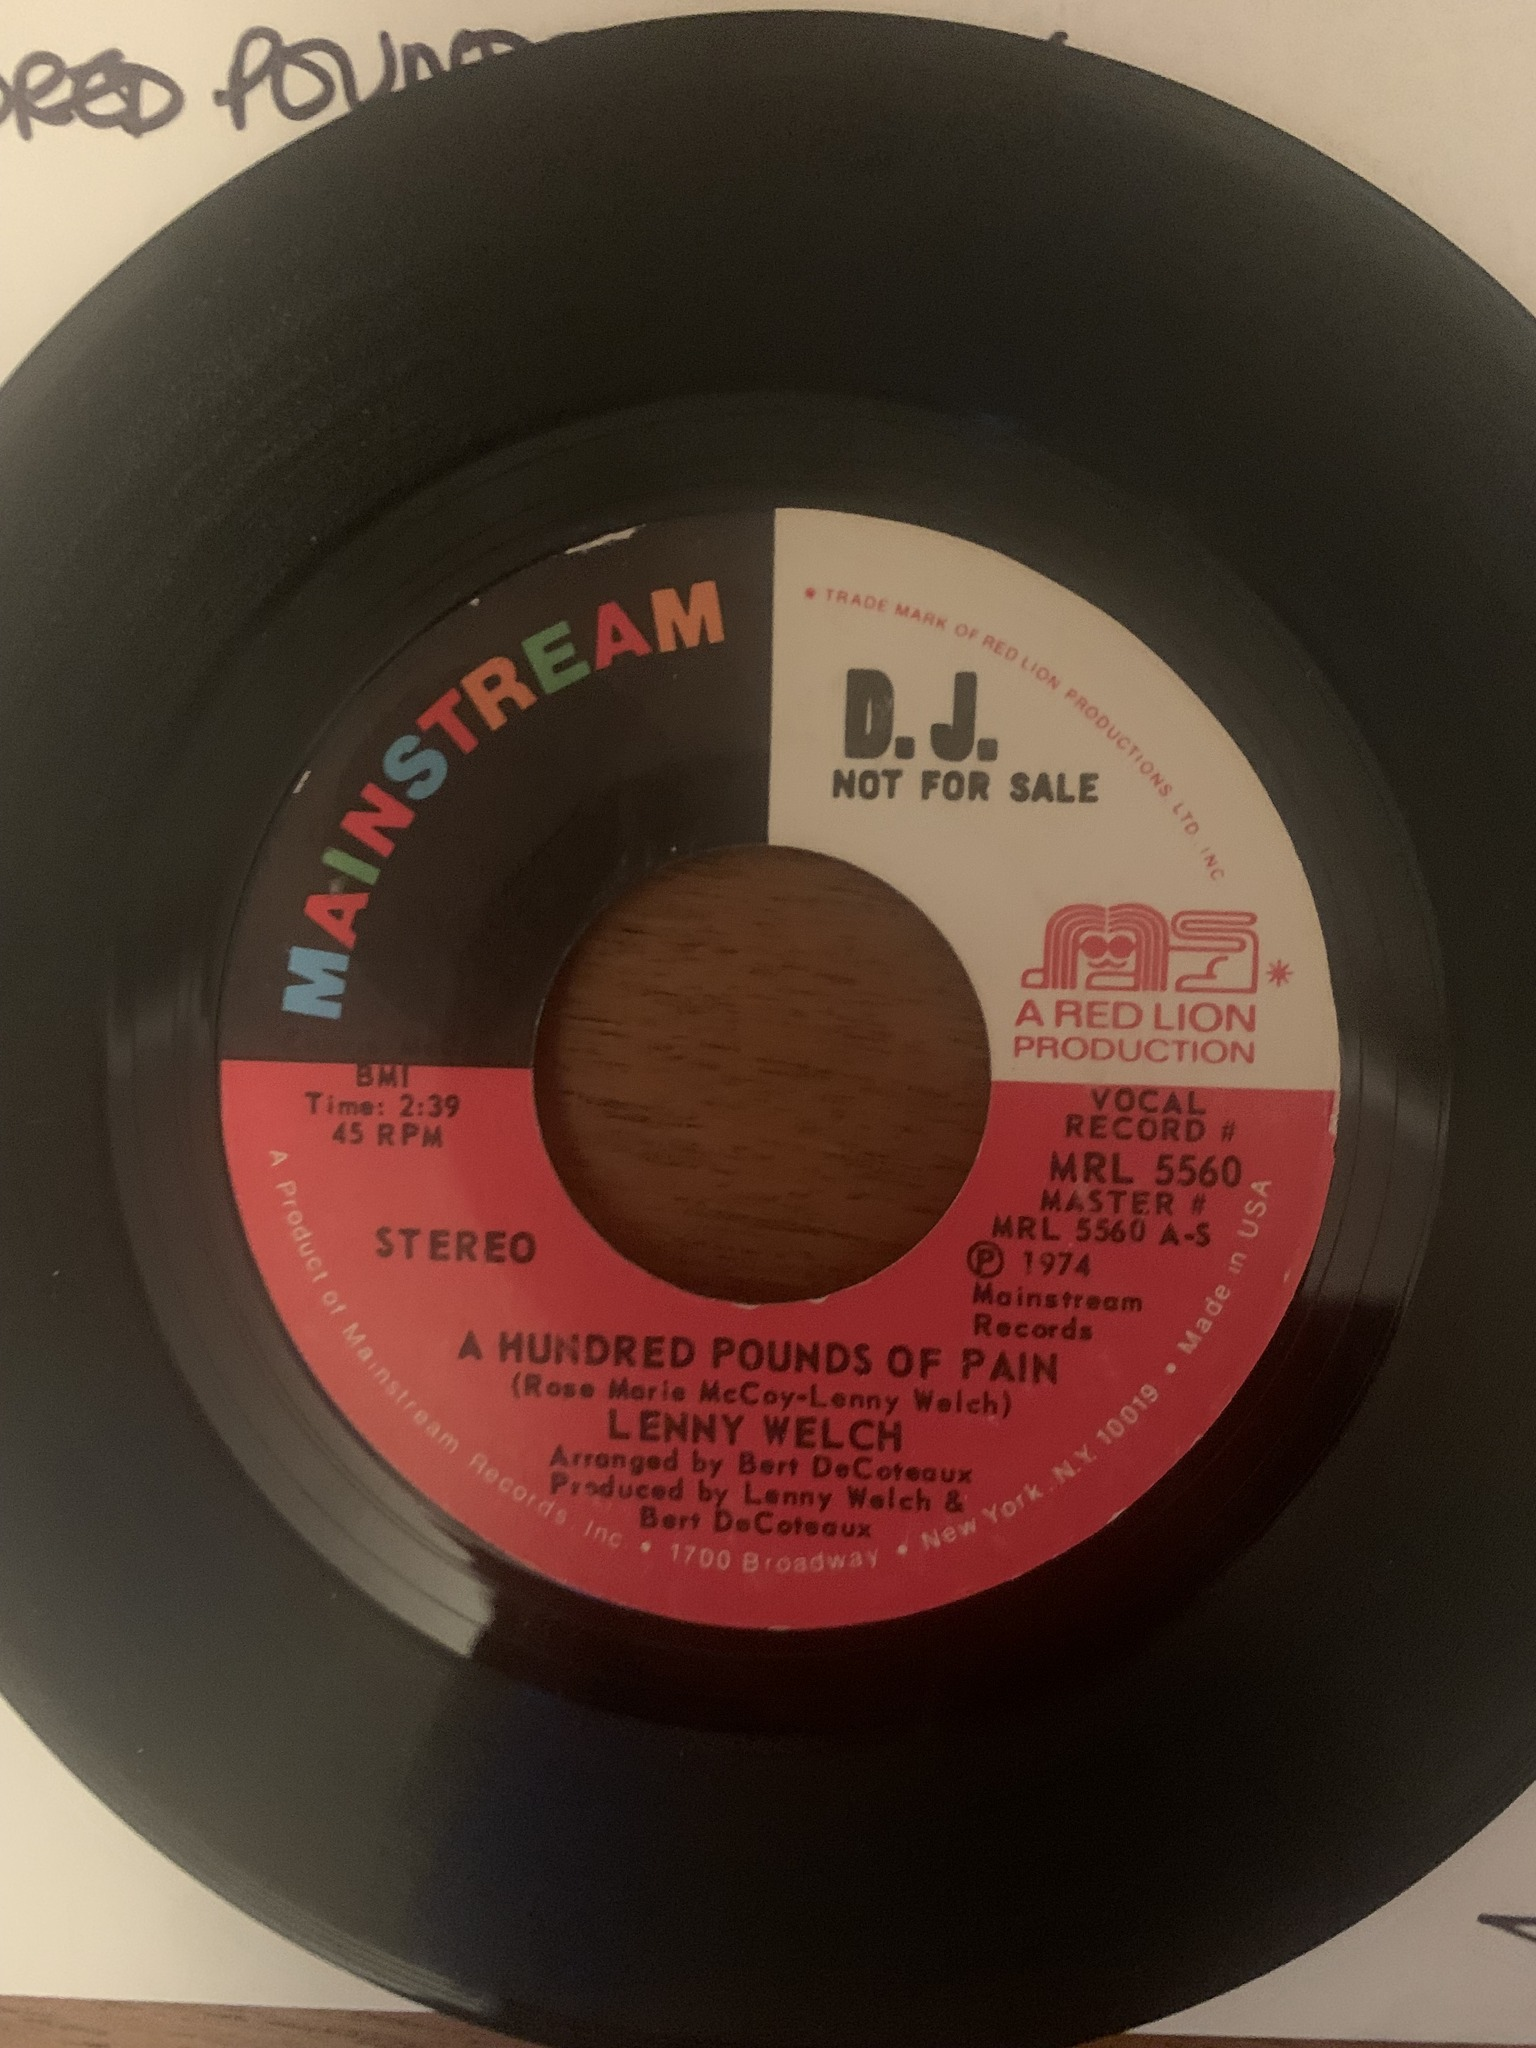 POUND
MAINSTREAM
* TRADE MARK OF RED LION PRODUCTIONS LTD. INC.
D.J.
NOT FOR SALE
A RED LION
PRODUCTION
BMI
Time: 2:39
45 RPM
STEREO
VOCAL
RECORD #
MRL 5560
MASTER #
MRL 5560 A-S
℗ 1974
Mainstream
Records
A HUNDRED POUNDS OF PAIN
(Rose Marie McCoy-Lenny Welch)
LENNY WELCH
Arranged by Bert DeCoteaux
Produced by Lenny Welch &
Bert DeCoteaux
A Product of Mainstream Records, Inc. • 1700 Broadway • New York, N.Y. 10019 • Made in USA